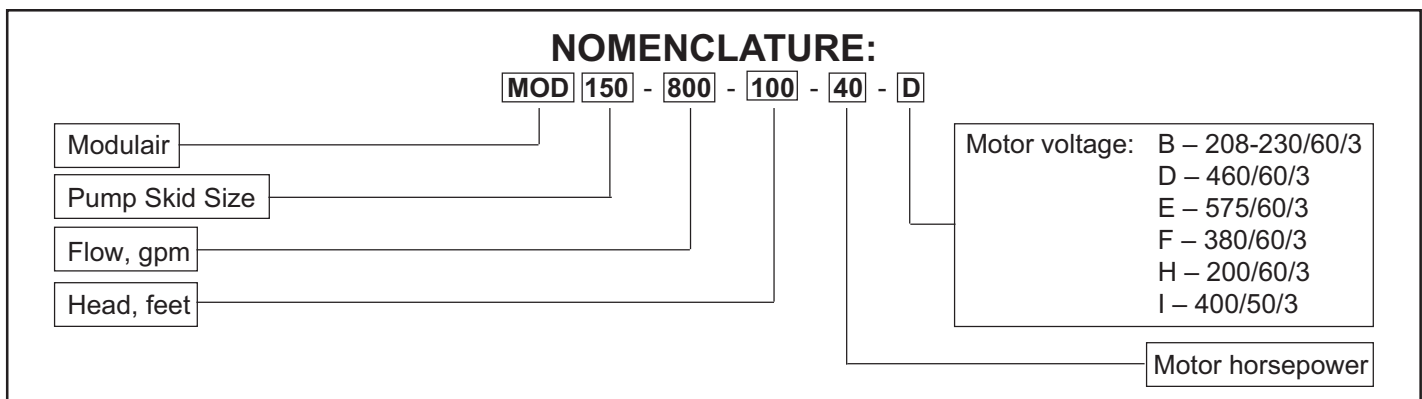 NOMENCLATURE:
MOD 150 - 800 - 100 - 40 - D
Modulair
Pump Skid Size
Flow, gpm
Head, feet
Motor voltage: B – 208-230/60/3
D – 460/60/3
E – 575/60/3
F – 380/60/3
H – 200/60/3
I – 400/50/3
Motor horsepower